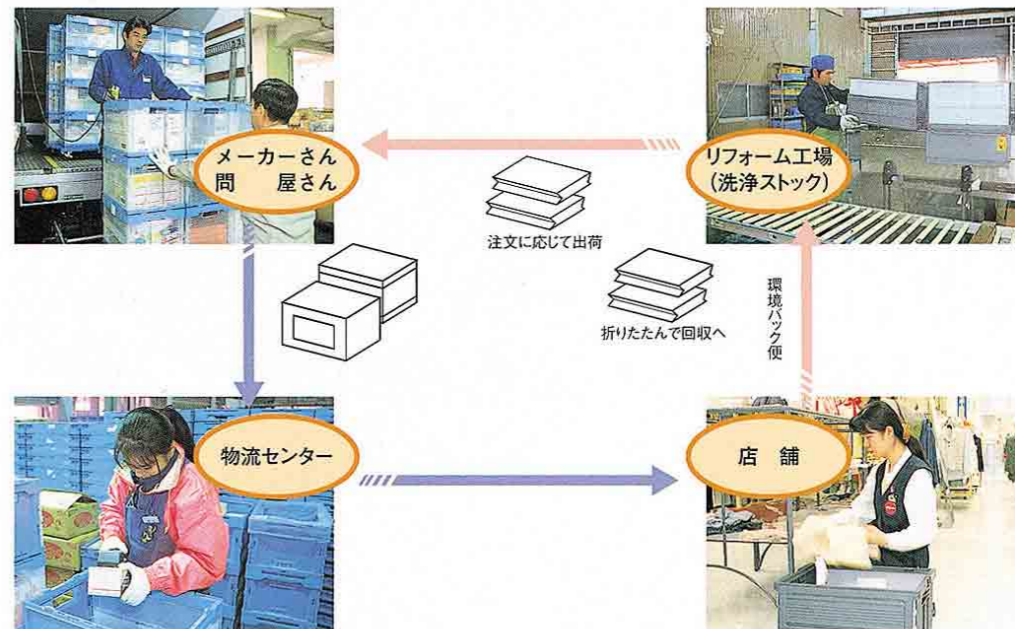 メーカーさん
問　屋さん
リフォーム工場
(洗浄ストック)
注文に応じて出荷
折りたたんで回収へ
環境バック便
物流センター
店　舗